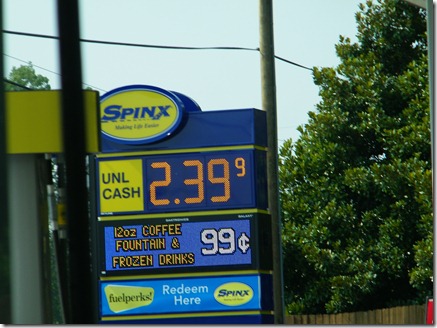 SPINX
Making Life Easier
UNL
CASH
2.39 9
12oz COFFEE
FOUNTAIN &
FROZEN DRINKS
99¢
fuelperks!
Redeem
Here
SPINX